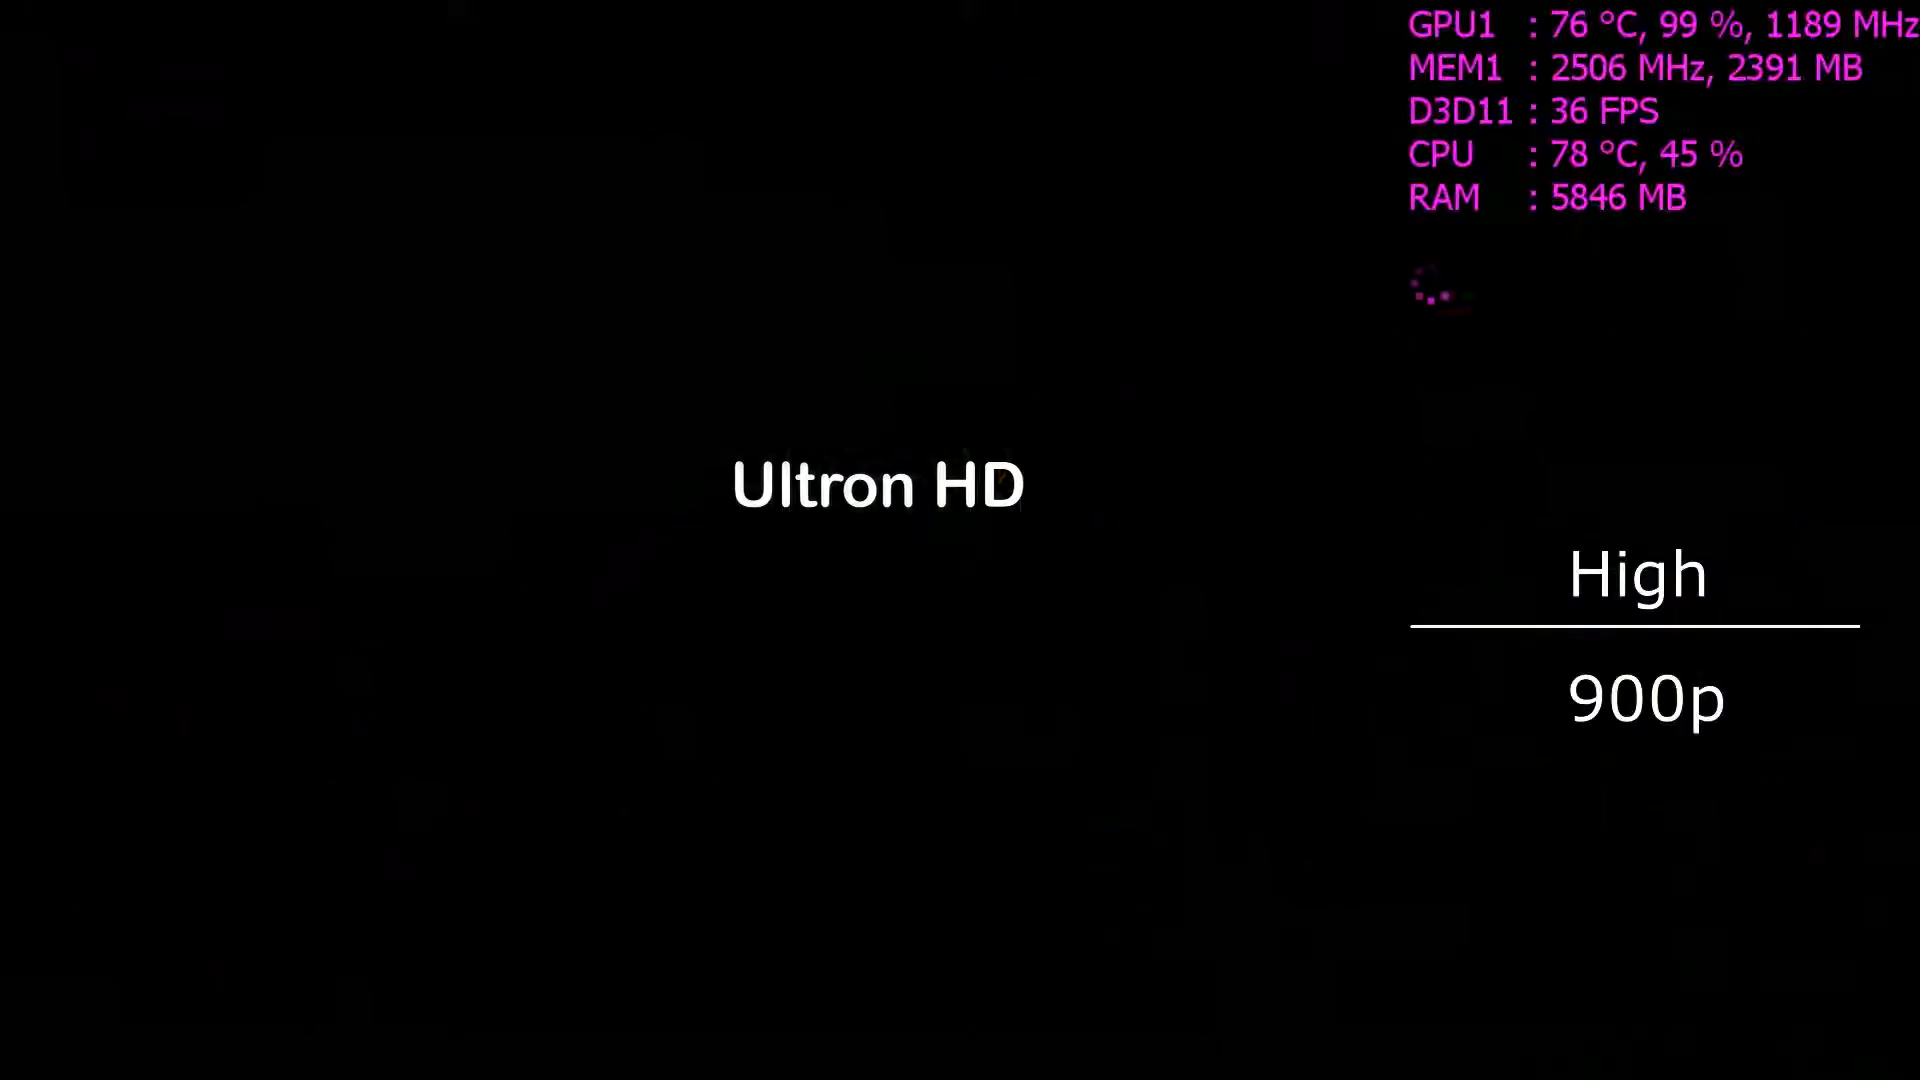 GPU1 : 76 °C, 99 %, 1189 MHz
MEM1 : 2506 MHz, 2391 MB
D3D11 : 36 FPS
CPU : 78 °C, 45 %
RAM : 5846 MB
Ultron HD
High
900p